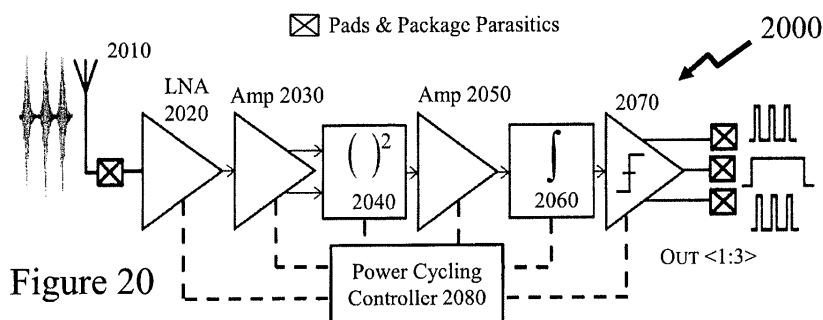 Pads & Package Parasitics
2000
2010
LNA
2020
Amp 2030
Amp 2050
2070
( )²
2040
∫
2060
Power Cycling
Controller 2080
OUT <1:3>
Figure 20